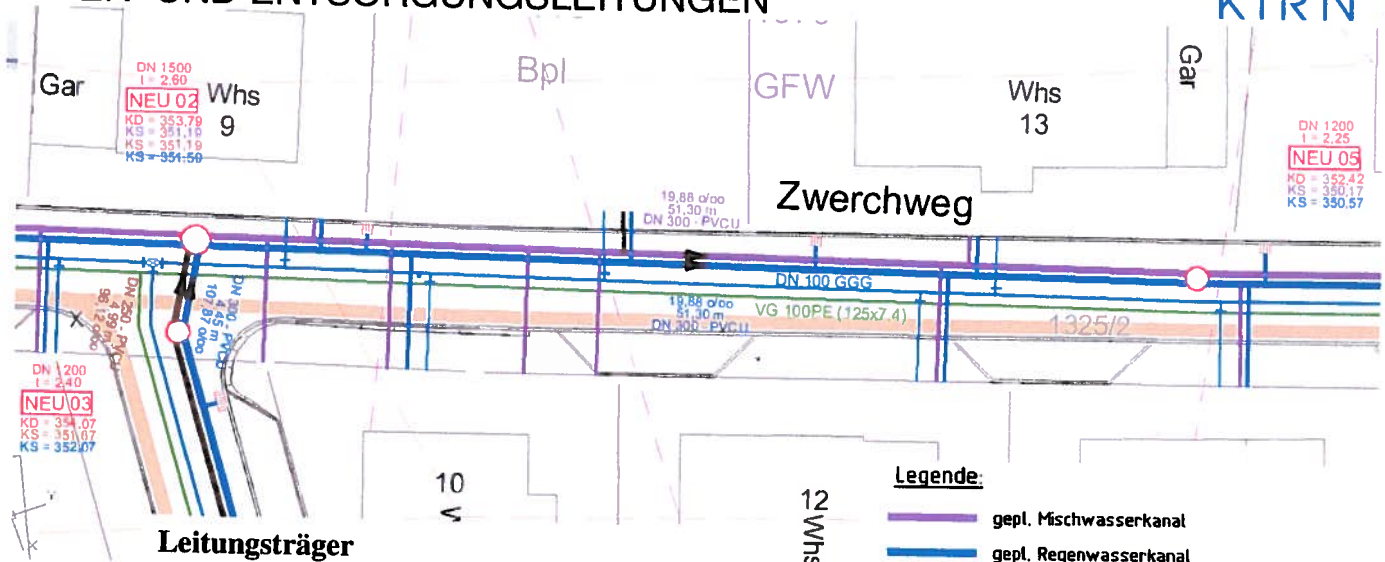 UND ENTSORGUNGSLEITUNGEN
KIRN
Gar
DN 1500
t = 2.60
NEU 02
KD = 353,79
KS = 351,19
KS = 351,19
KS = 351,59
Whs
9
Bpl
GFW
Whs
13
Gar
DN 1200
t = 2,25
NEU 05
KD = 352,42
KS = 350,17
KS = 350,57
19,88 o/oo
51,30 m
DN 300 - PVCU
Zwerchweg
DN 100 GGG
19,88 o/oo
51,30 m
DN 300 - PVCU
VG 100PE (125x7,4)
1325/2
DN 250 - PVCU
4,99 m
96,12 o/oo
DN 300 - PVCU
4,45 m
107,87 o/oo
DN 1200
t = 2,40
NEU 03
KD = 354,07
KS = 351,67
KS = 352,07
10
12
Whs
Y
X
Leitungsträger
Legende:
gepl. Mischwasserkanal
gepl. Regenwasserkanal